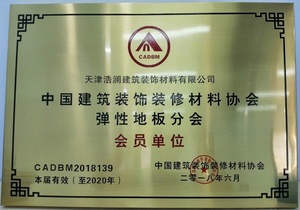 CADBM
天津浩澜建筑装饰材料有限公司
中国建筑装饰装修材料协会
弹性地板分会
会员单位
CADBM2018139
本届有效（至2020年）
中国建筑装饰装修材料协会
二〇一八年六月